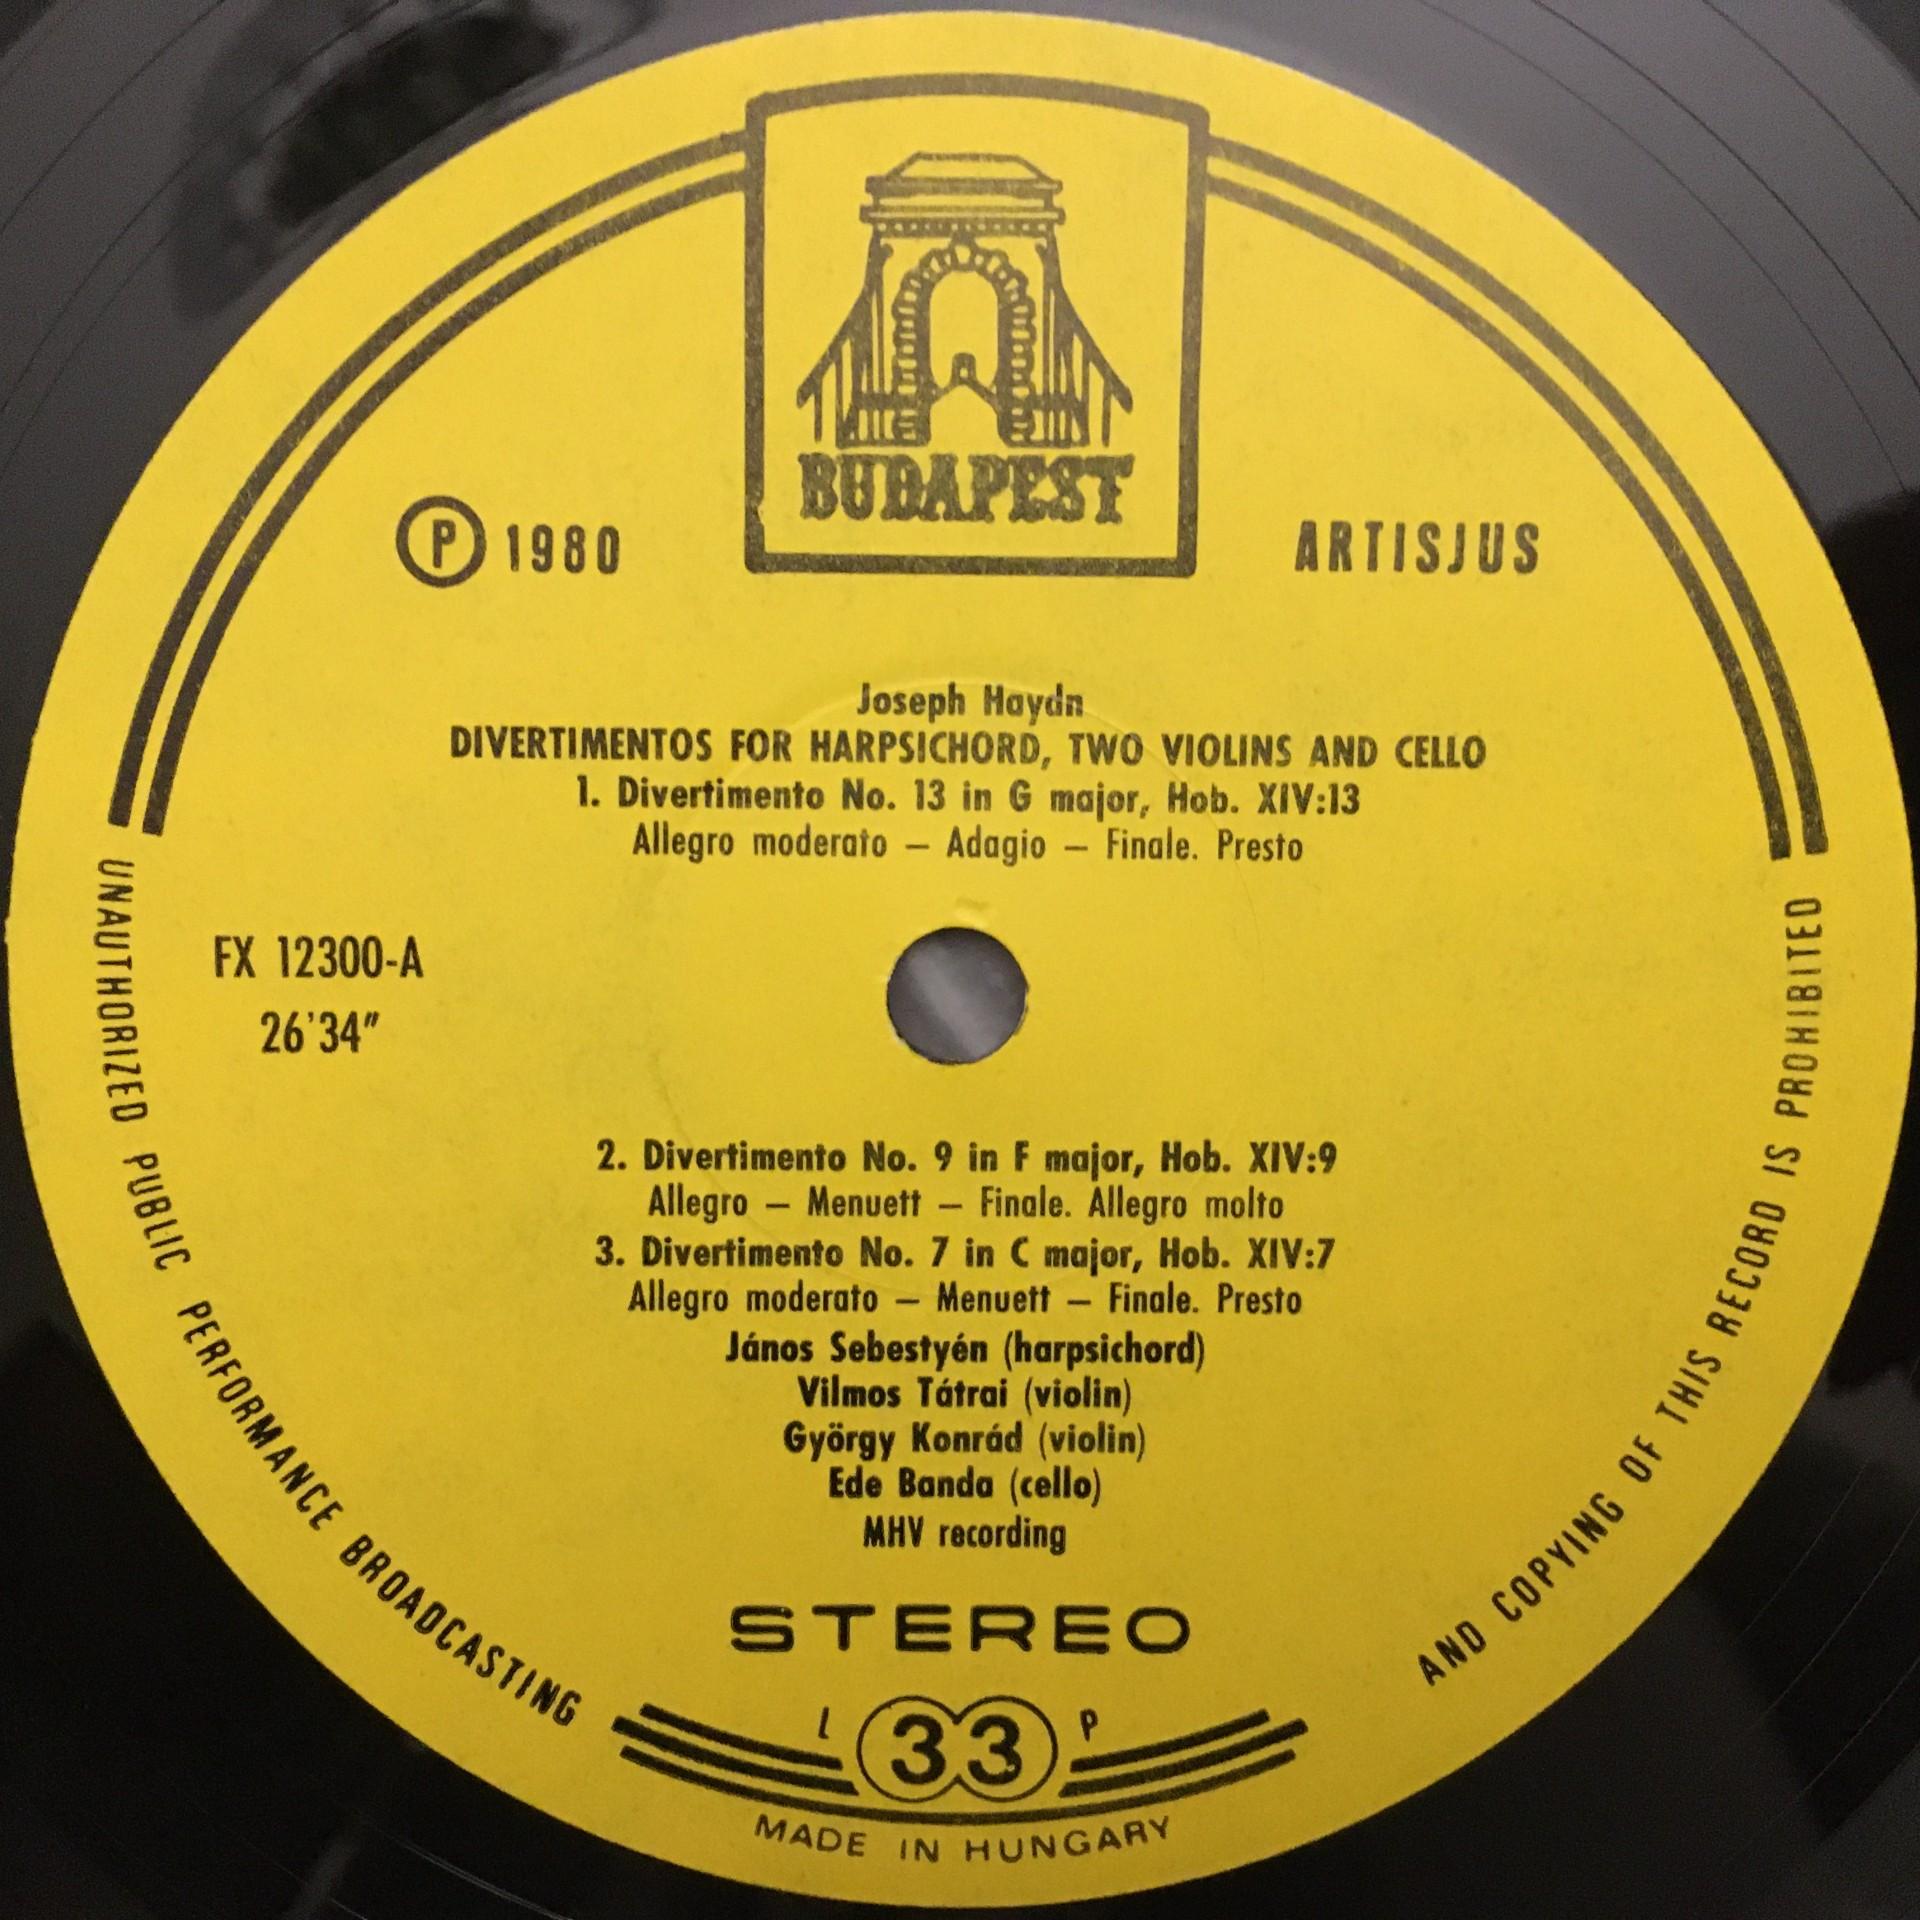 BUDAPEST
Ⓟ 1980
ARTISJUS
Joseph Haydn
DIVERTIMENTOS FOR HARPSICHORD, TWO VIOLINS AND CELLO
1. Divertimento No. 13 in G major, Hob. XIV:13
Allegro moderato — Adagio — Finale. Presto
FX 12300-A
26'34"
2. Divertimento No. 9 in F major, Hob. XIV:9
Allegro — Menuett — Finale. Allegro molto
3. Divertimento No. 7 in C major, Hob. XIV:7
Allegro moderato — Menuett — Finale. Presto
János Sebestyén (harpsichord)
Vilmos Tátrai (violin)
György Konrád (violin)
Ede Banda (cello)
MHV recording
STEREO
L 33 P
MADE IN HUNGARY
UNAUTHORIZED PUBLIC PERFORMANCE BROADCASTING
AND COPYING OF THIS RECORD IS PROHIBITED